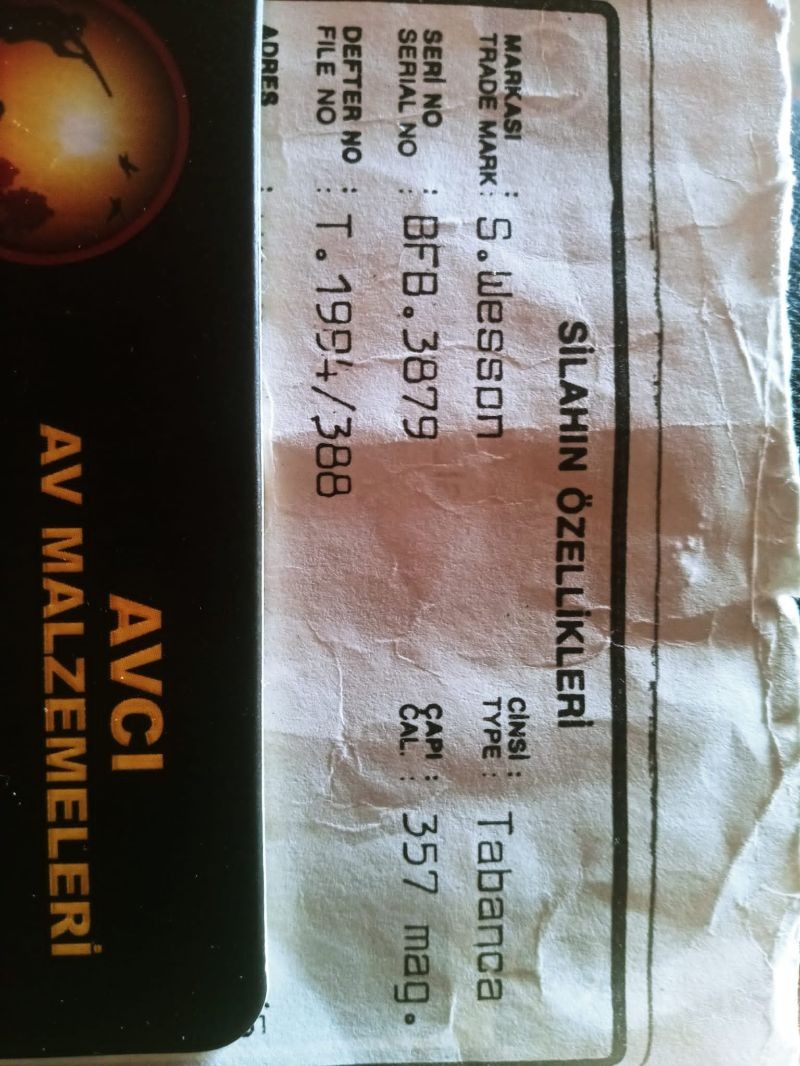 SİLAHIN ÖZELLİKLERİ
MARKASI
TRADE MARK : S.Wesson
CİNSİ :
TYPE : Tabanca
SERİ NO :
SERIAL NO : BFB.3879
ÇAPI :
CAL. : 357 mag.
DEFTER NO :
FILE NO : T.1994/388
ADRES :
AVCI
AV MALZEMELERİ